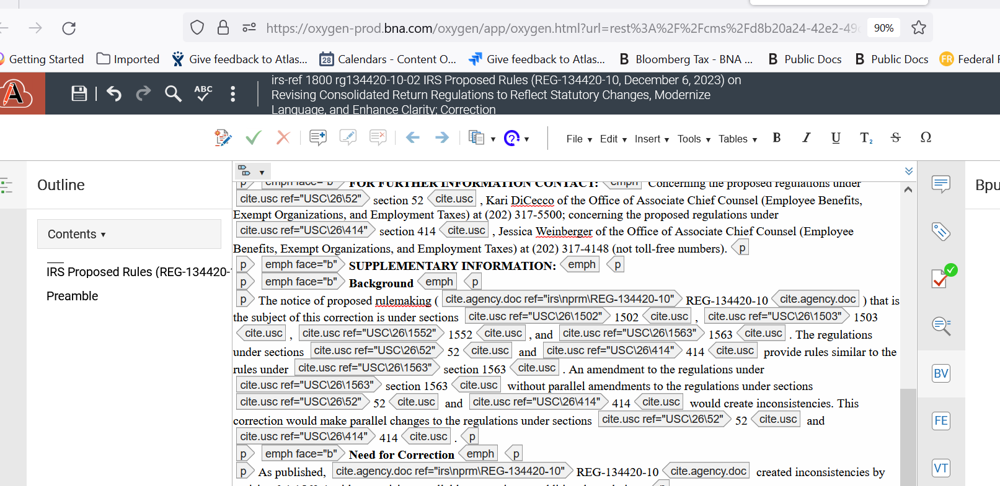 https://oxygen-prod.bna.com/oxygen/app/oxygen.html?url=rest%3A%2F%2Fcms%2Fd8b20a24-42e2-49 90%
Getting Started Imported Give feedback to Atlas... 28 Calendars - Content O... Give feedback to Atlas... B Bloomberg Tax - BNA ... B Public Docs B Public Docs FR Federal
ABC
irs-ref 1800 rg134420-10-02 IRS Proposed Rules (REG-134420-10, December 6, 2023) on
Revising Consolidated Return Regulations to Reflect Statutory Changes, Modernize
Language, and Enhance Clarity; Correction
File Edit Insert Tools Tables B I U T2 S Ω
Outline
Contents
IRS Proposed Rules (REG-134420-
Preamble
p emph face="b" FOR FURTHER INFORMATION CONTACT: emph Concerning the proposed regulations under
cite.usc ref="USC\26\52" section 52 cite.usc , Kari DiCecco of the Office of Associate Chief Counsel (Employee Benefits,
Exempt Organizations, and Employment Taxes) at (202) 317-5500; concerning the proposed regulations under
cite.usc ref="USC\26\414" section 414 cite.usc , Jessica Weinberger of the Office of Associate Chief Counsel (Employee
Benefits, Exempt Organizations, and Employment Taxes) at (202) 317-4148 (not toll-free numbers). p
p emph face="b" SUPPLEMENTARY INFORMATION: emph p
p emph face="b" Background emph p
p The notice of proposed rulemaking ( cite.agency.doc ref="irs\nprm\REG-134420-10" REG-134420-10 cite.agency.doc ) that is
the subject of this correction is under sections cite.usc ref="USC\26\1502" 1502 cite.usc , cite.usc ref="USC\26\1503" 1503
cite.usc , cite.usc ref="USC\26\1552" 1552 cite.usc , and cite.usc ref="USC\26\1563" 1563 cite.usc . The regulations
under sections cite.usc ref="USC\26\52" 52 cite.usc and cite.usc ref="USC\26\414" 414 cite.usc provide rules similar to the
rules under cite.usc ref="USC\26\1563" section 1563 cite.usc . An amendment to the regulations under
cite.usc ref="USC\26\1563" section 1563 cite.usc without parallel amendments to the regulations under sections
cite.usc ref="USC\26\52" 52 cite.usc and cite.usc ref="USC\26\414" 414 cite.usc would create inconsistencies. This
correction would make parallel changes to the regulations under sections cite.usc ref="USC\26\52" 52 cite.usc and
cite.usc ref="USC\26\414" 414 cite.usc . p
p emph face="b" Need for Correction emph p
p As published, cite.agency.doc ref="irs\nprm\REG-134420-10" REG-134420-10 cite.agency.doc created inconsistencies by
Bpu
BV
FE
VT